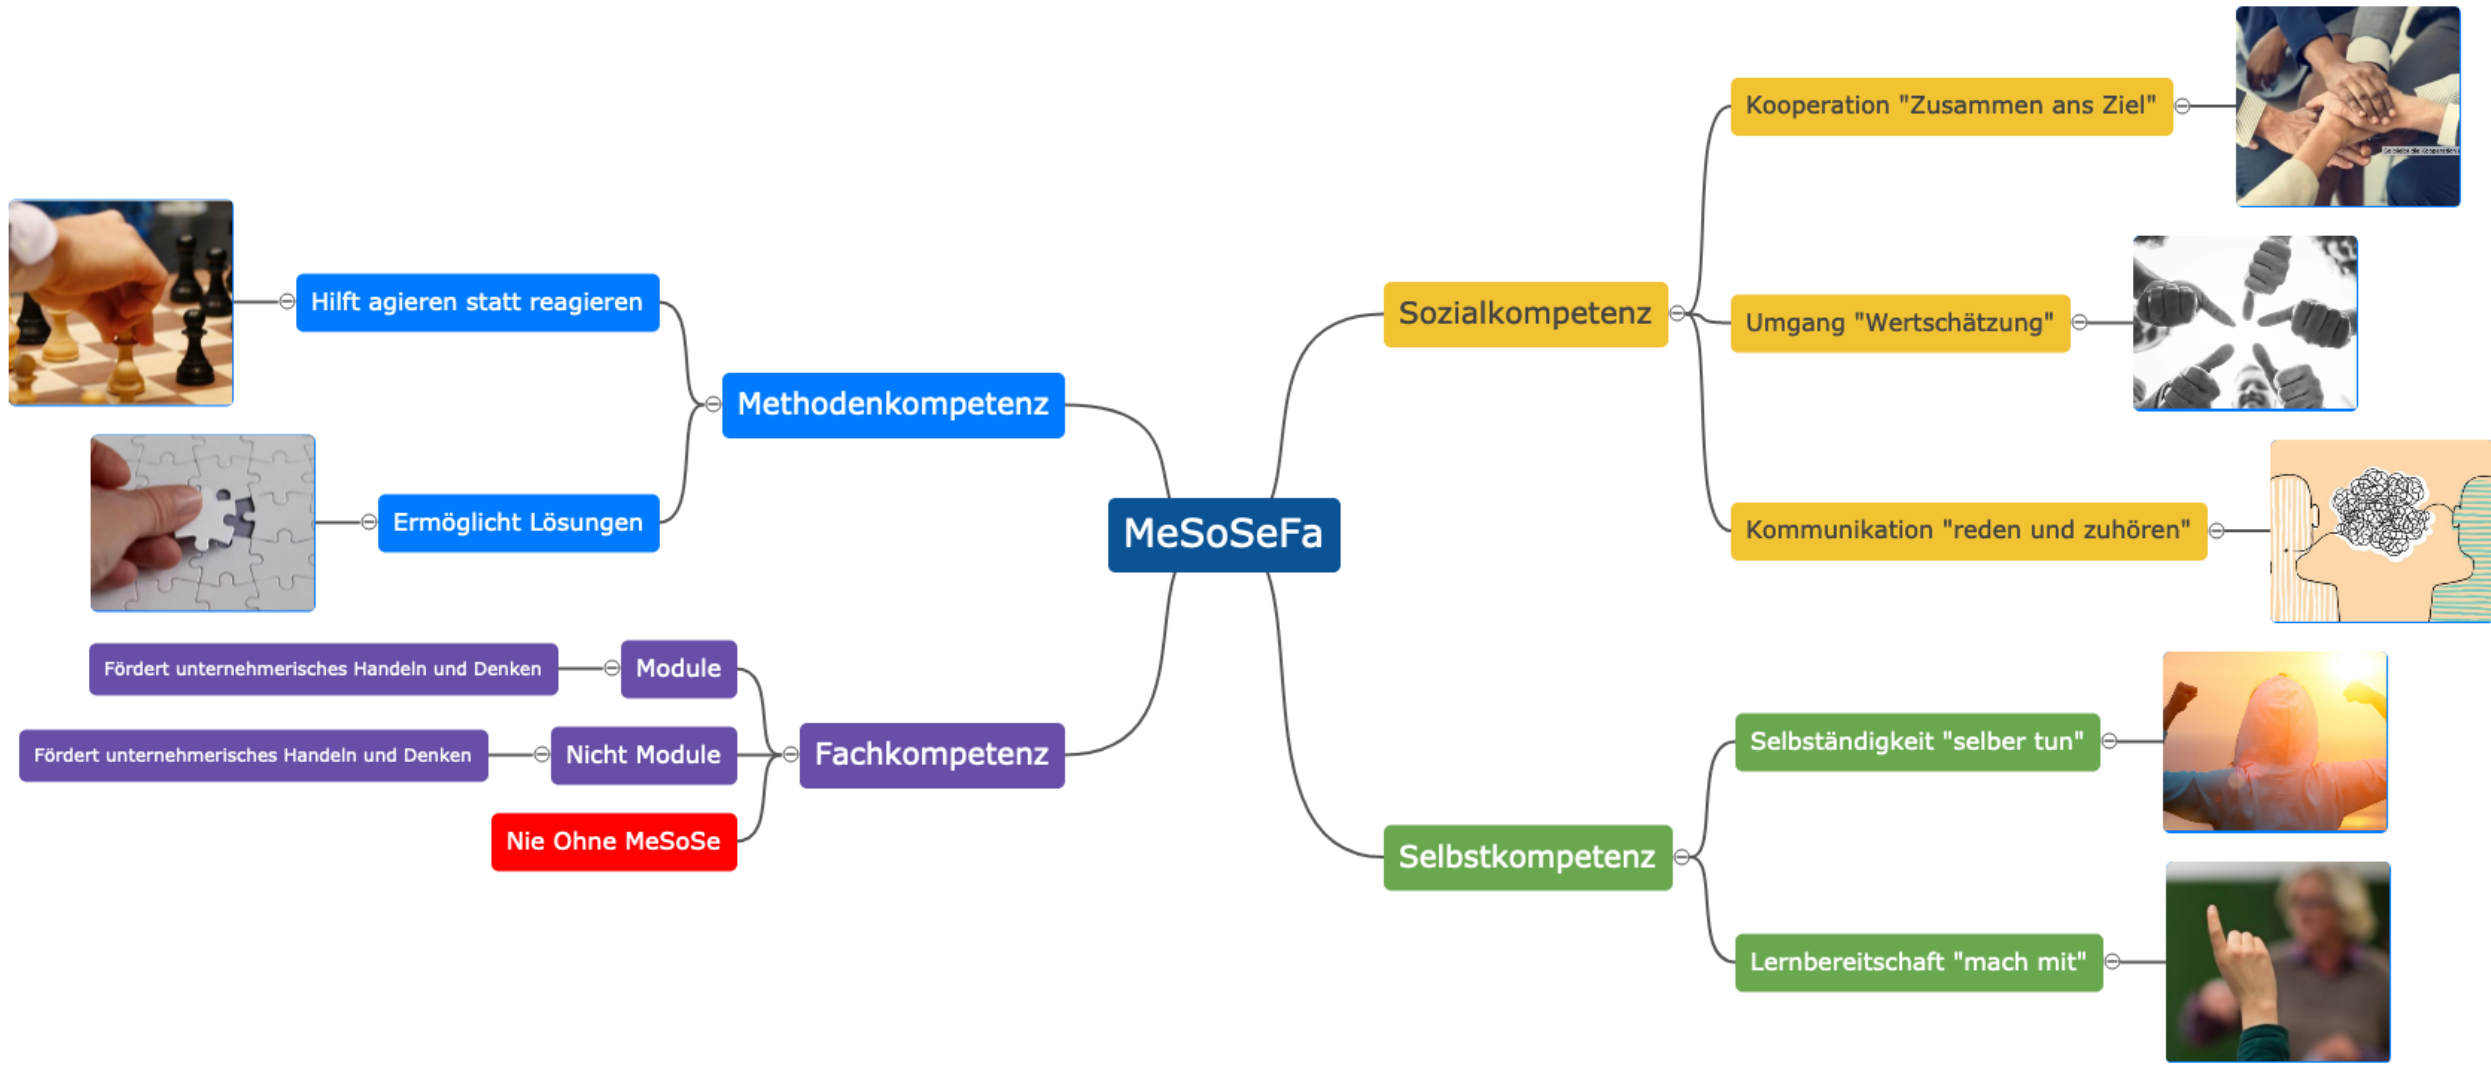 MeSoSeFa
Methodenkompetenz
Hilft agieren statt reagieren
Ermöglicht Lösungen
Fachkompetenz
Module
Fördert unternehmerisches Handeln und Denken
Nicht Module
Fördert unternehmerisches Handeln und Denken
Nie Ohne MeSoSe
Sozialkompetenz
Kooperation "Zusammen ans Ziel"
Umgang "Wertschätzung"
Kommunikation "reden und zuhören"
Selbstkompetenz
Selbständigkeit "selber tun"
Lernbereitschaft "mach mit"